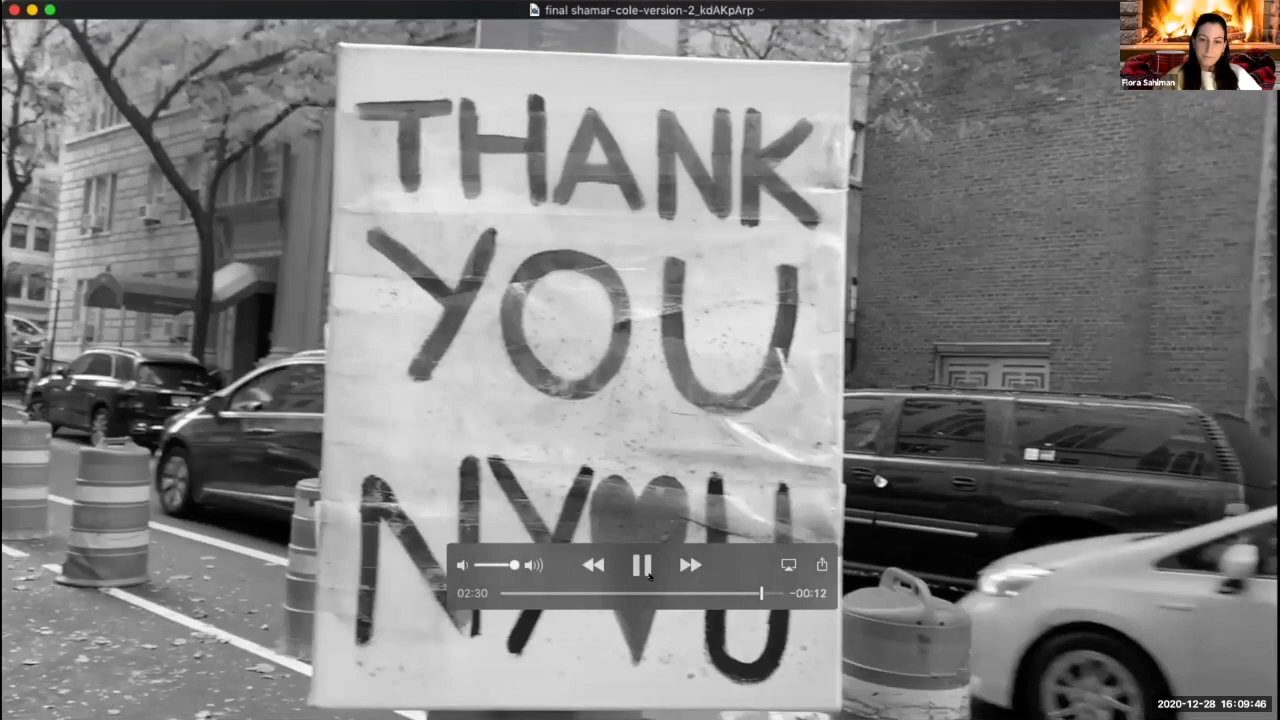 final shamar-cole-version-2_kdAKpArp
Flora Sahlman
THANK
YOU
NY♥U
02:30
-00:12
2020-12-28 16:09:46